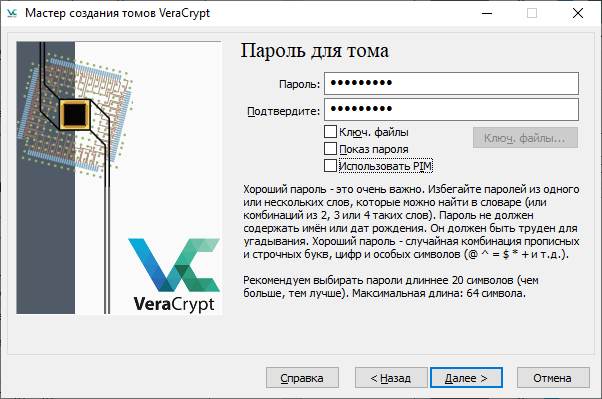 Мастер создания томов VeraCrypt
Пароль для тома
Пароль: •••••••••
Подтвердите: •••••••••
Ключ. файлы
Ключ. файлы...
Показ пароля
Использовать PIM
Хороший пароль - это очень важно. Избегайте паролей из одного
или нескольких слов, которые можно найти в словаре (или
комбинаций из 2, 3 или 4 таких слов). Пароль не должен
содержать имён или дат рождения. Он должен быть труден для
угадывания. Хороший пароль - случайная комбинация прописных
и строчных букв, цифр и особых символов (@ ^ = $ * + и т.д.).
Рекомендуем выбирать пароли длиннее 20 символов (чем
больше, тем лучше). Максимальная длина: 64 символа.
VeraCrypt
Справка
< Назад
Далее >
Отмена